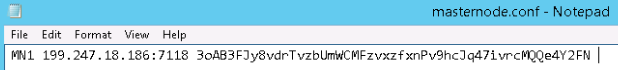 masternode.conf - Notepad
File Edit Format View Help
MN1 199.247.18.186:7118 3oAB3FJy8vdrTvzbUmWCMFzvxzfxnPv9hcJq47ivrcMQQe4Y2FN